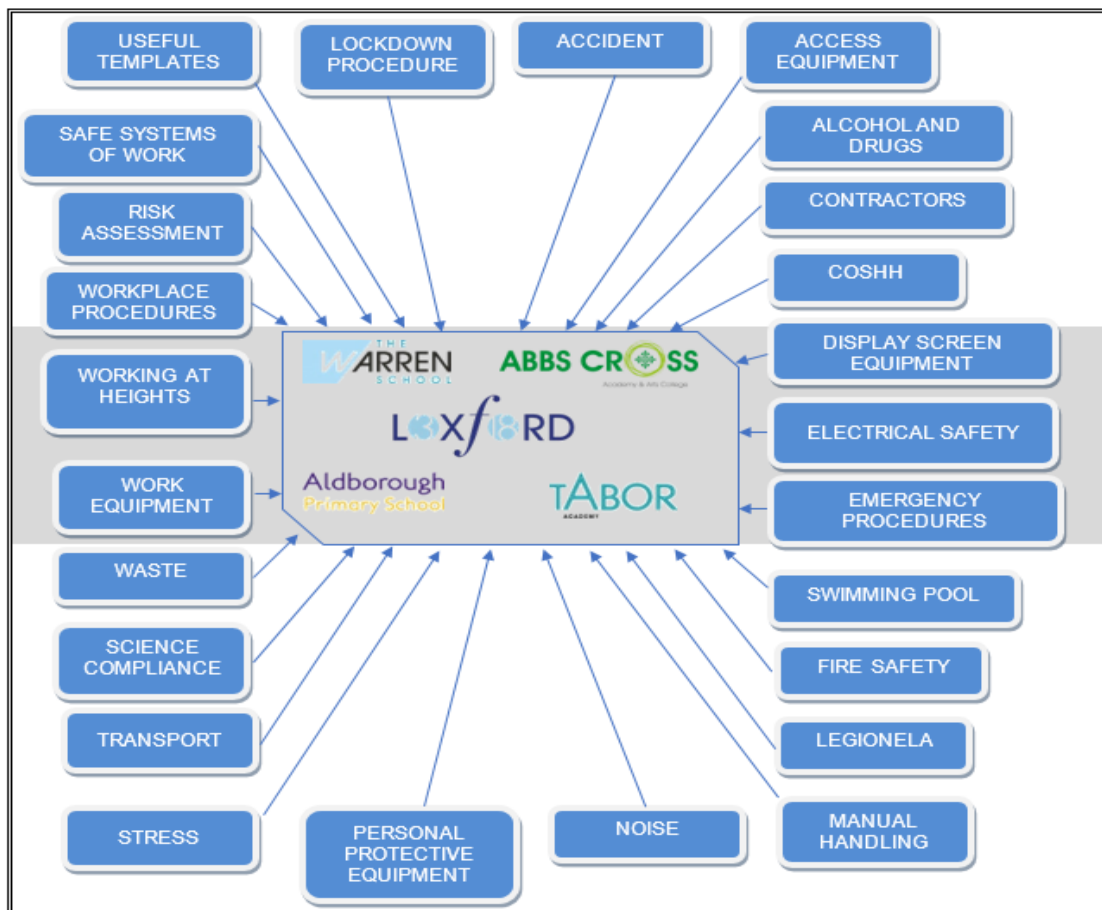 USEFUL
TEMPLATES
LOCKDOWN
PROCEDURE
ACCIDENT
ACCESS
EQUIPMENT
SAFE SYSTEMS
OF WORK
ALCOHOL AND
DRUGS
RISK
ASSESSMENT
CONTRACTORS
WORKPLACE
PROCEDURES
COSHH
THE
WARREN
SCHOOL
ABBS CROSS
Academy & Arts College
DISPLAY SCREEN
EQUIPMENT
WORKING AT
HEIGHTS
LOXfORD
3 18
ELECTRICAL SAFETY
WORK
EQUIPMENT
Aldborough
Primary School
TABOR
ACADEMY
EMERGENCY
PROCEDURES
WASTE
SWIMMING POOL
SCIENCE
COMPLIANCE
FIRE SAFETY
TRANSPORT
LEGIONELA
STRESS
PERSONAL
PROTECTIVE
EQUIPMENT
NOISE
MANUAL
HANDLING